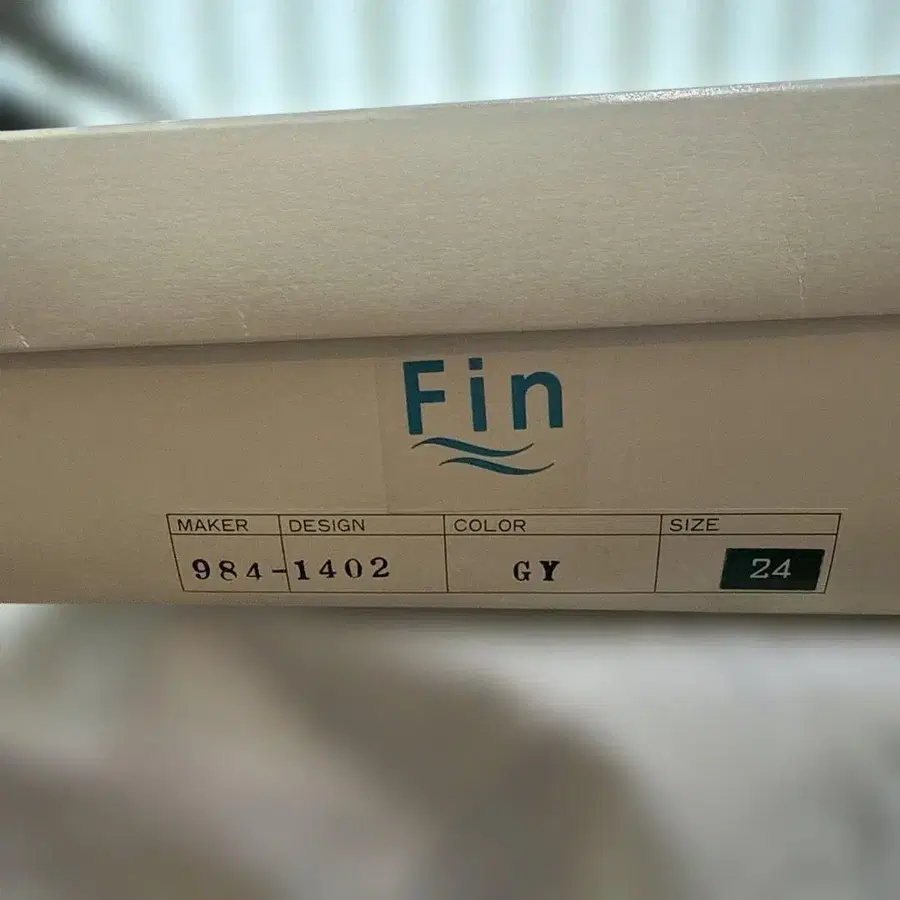 Fin
MAKER DESIGN COLOR SIZE
984-1402 GY 24